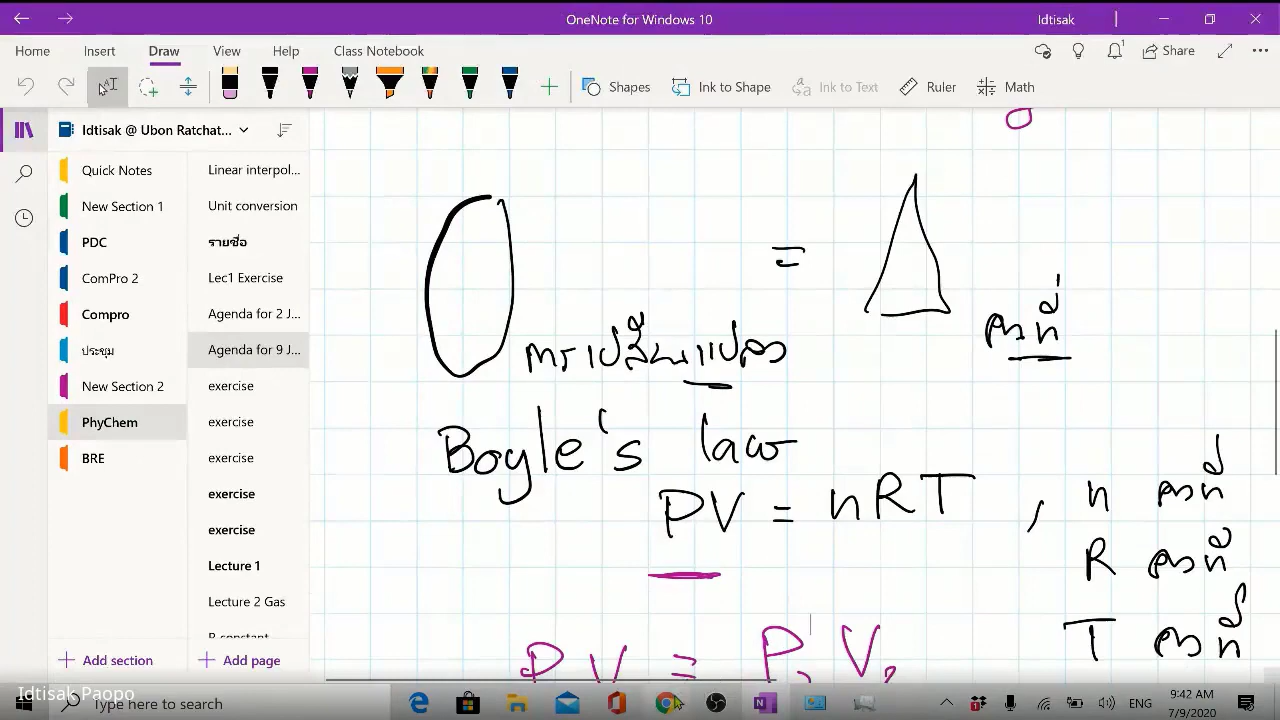 OneNote for Windows 10
Idtisak
Home Insert Draw View Help Class Notebook
Share
Shapes Ink to Shape Ink to Text Ruler Math
Idtisak @ Ubon Ratchat...
Quick Notes
New Section 1
PDC
ComPro 2
Compro
ประชุม
New Section 2
PhyChem
BRE
Add section
Linear interpol...
Unit conversion
รายชื่อ
Lec1 Exercise
Agenda for 2 J...
Agenda for 9 J...
exercise
exercise
exercise
exercise
exercise
Lecture 1
Lecture 2 Gas
R constant
Add page
= คงที่
การเปลี่ยนแปลง
Boyle's law
PV = nRT , n คงที่
R คงที่
T คงที่
PV = P₁V₂
Idtisak Paopo
Type here to search
ENG
9:42 AM
7/2/2020